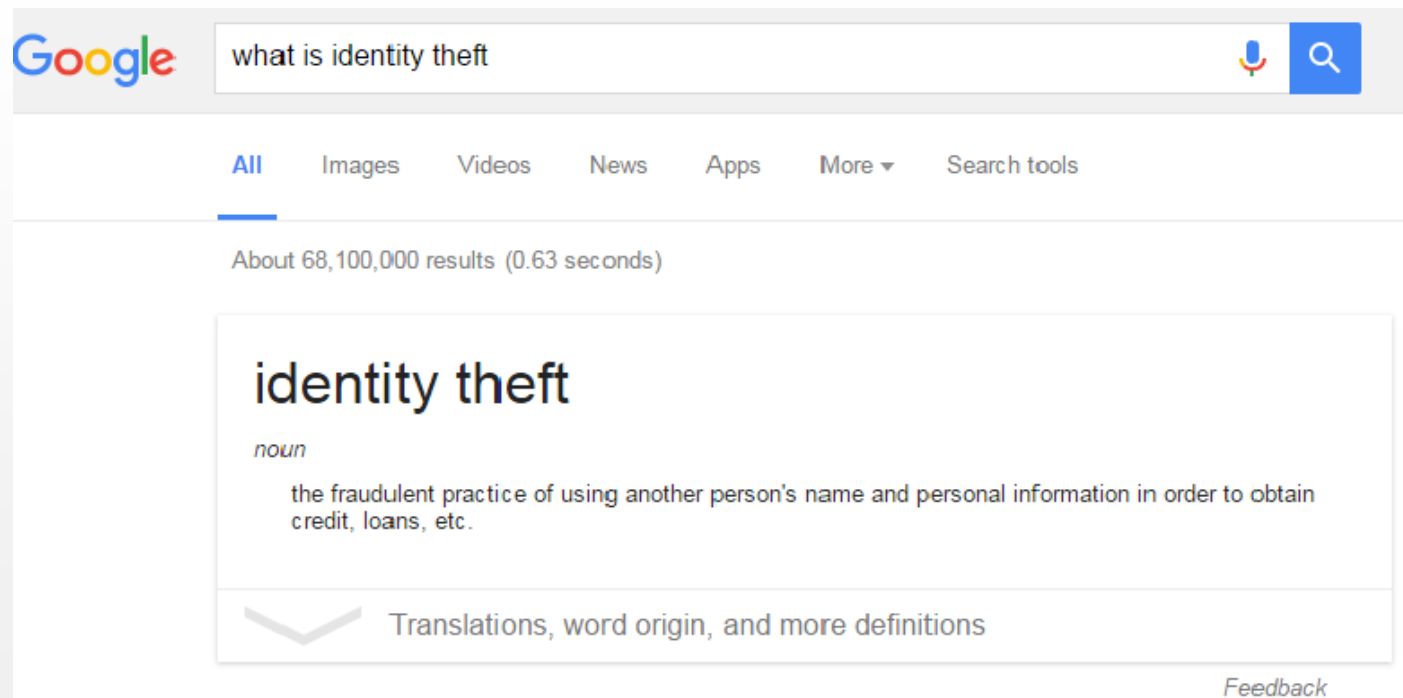 Google what is identity theft
All Images Videos News Apps More Search tools
About 68,100,000 results (0.63 seconds)
identity theft
noun
the fraudulent practice of using another person's name and personal information in order to obtain
credit, loans, etc.
Translations, word origin, and more definitions
Feedback